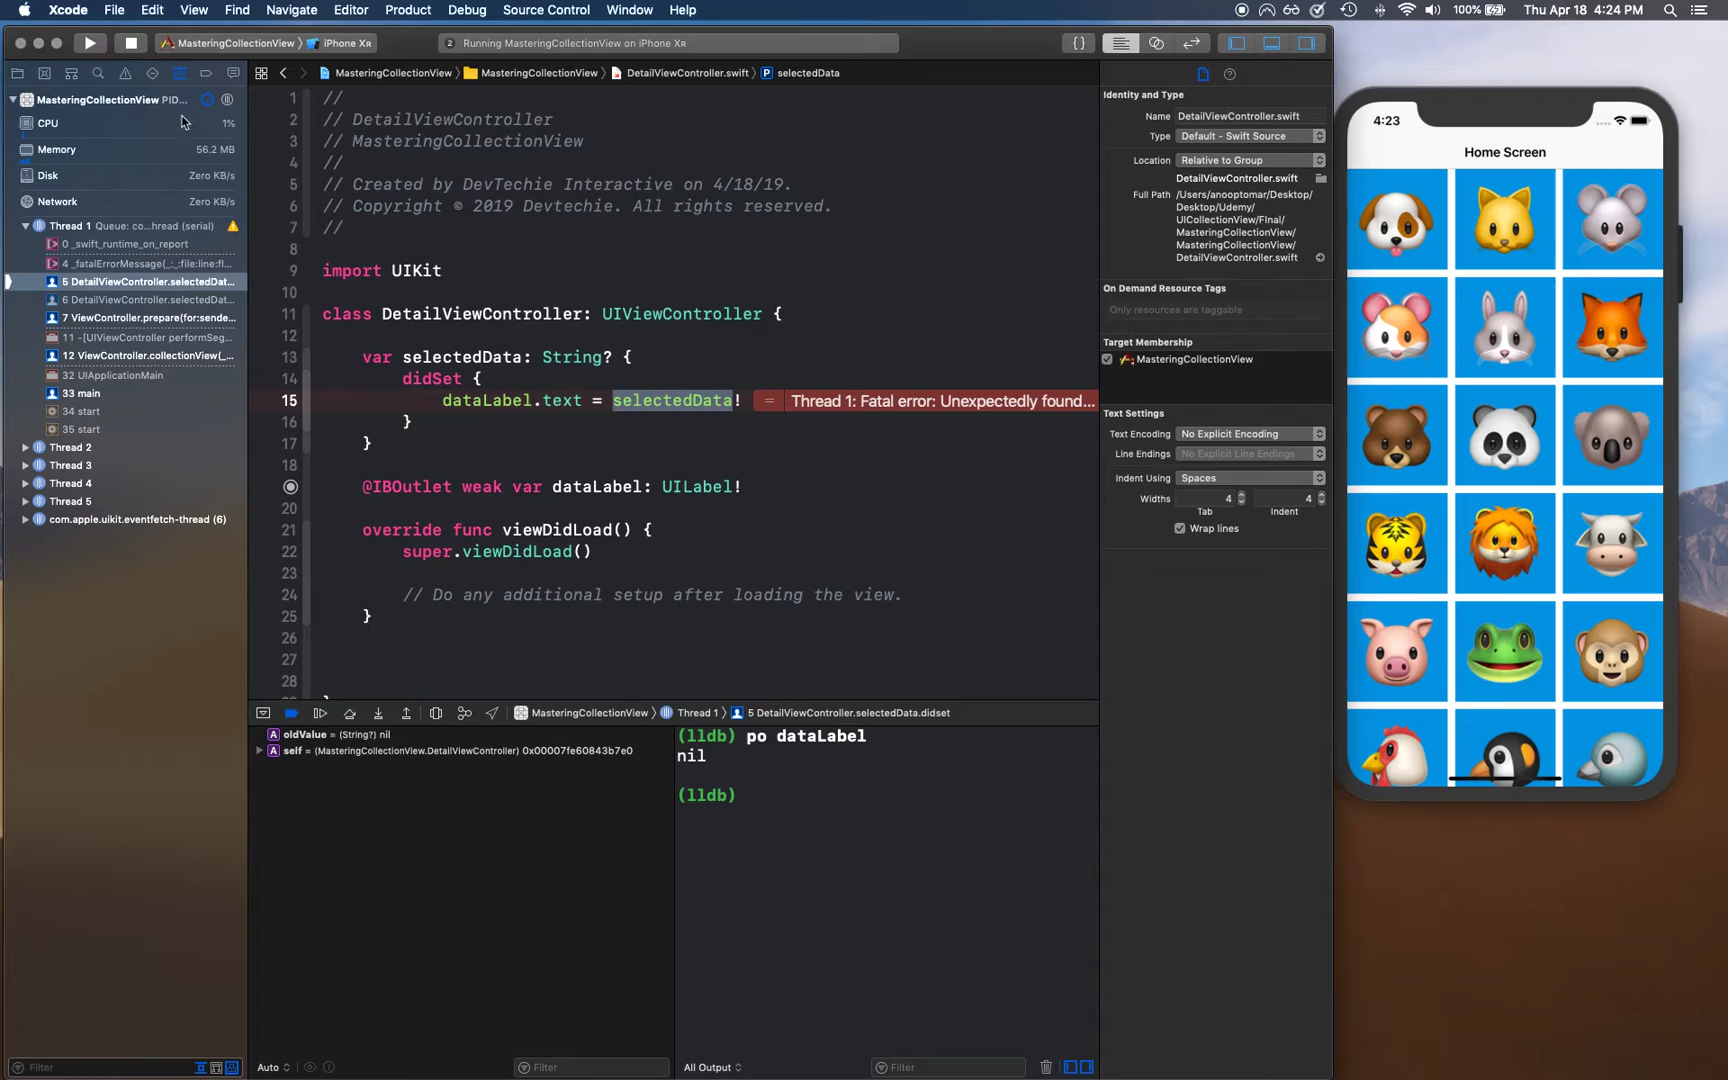 Xcode File Edit View Find Navigate Editor Product Debug Source Control Window Help
100% Thu Apr 18 4:24 PM
MasteringCollectionView iPhone Xʀ
2 Running MasteringCollectionView on iPhone Xʀ
MasteringCollectionView MasteringCollectionView DetailViewController.swift P selectedData
MasteringCollectionView PID...
CPU 1%
Memory 56.2 MB
Disk Zero KB/s
Network Zero KB/s
Thread 1 Queue: co...hread (serial)
0 _swift_runtime_on_report
4 _fatalErrorMessage(_:_:file:line:fl...
5 DetailViewController.selectedDat...
6 DetailViewController.selectedDat...
7 ViewController.prepare(for:sende...
11 -[UIViewController performSeg...
12 ViewController.collectionView(_...
32 UIApplicationMain
33 main
34 start
35 start
Thread 2
Thread 3
Thread 4
Thread 5
com.apple.uikit.eventfetch-thread (6)
Filter
1 //
2 // DetailViewController
3 // MasteringCollectionView
4 //
5 // Created by DevTechie Interactive on 4/18/19.
6 // Copyright © 2019 Devtechie. All rights reserved.
7 //
8
9 import UIKit
10
11 class DetailViewController: UIViewController {
12
13 var selectedData: String? {
14 didSet {
15 dataLabel.text = selectedData! = Thread 1: Fatal error: Unexpectedly found...
16 }
17 }
18
@IBOutlet weak var dataLabel: UILabel!
20
21 override func viewDidLoad() {
22 super.viewDidLoad()
23
24 // Do any additional setup after loading the view.
25 }
26
27
28
MasteringCollectionView Thread 1 5 DetailViewController.selectedData.didset
A oldValue = (String?) nil
A self = (MasteringCollectionView.DetailViewController) 0x00007fe60843b7e0
Auto Filter
(lldb) po dataLabel
nil
(lldb)
All Output Filter
Identity and Type
Name DetailViewController.swift
Type Default - Swift Source
Location Relative to Group
DetailViewController.swift
Full Path /Users/anooptomar/Desktop/
Desktop/Udemy/
UICollectionView/FInal/
MasteringCollectionView/
MasteringCollectionView/
DetailViewController.swift
On Demand Resource Tags
Only resources are taggable
Target Membership
MasteringCollectionView
Text Settings
Text Encoding No Explicit Encoding
Line Endings No Explicit Line Endings
Indent Using Spaces
Widths 4 4
Tab Indent
Wrap lines
4:23
Home Screen